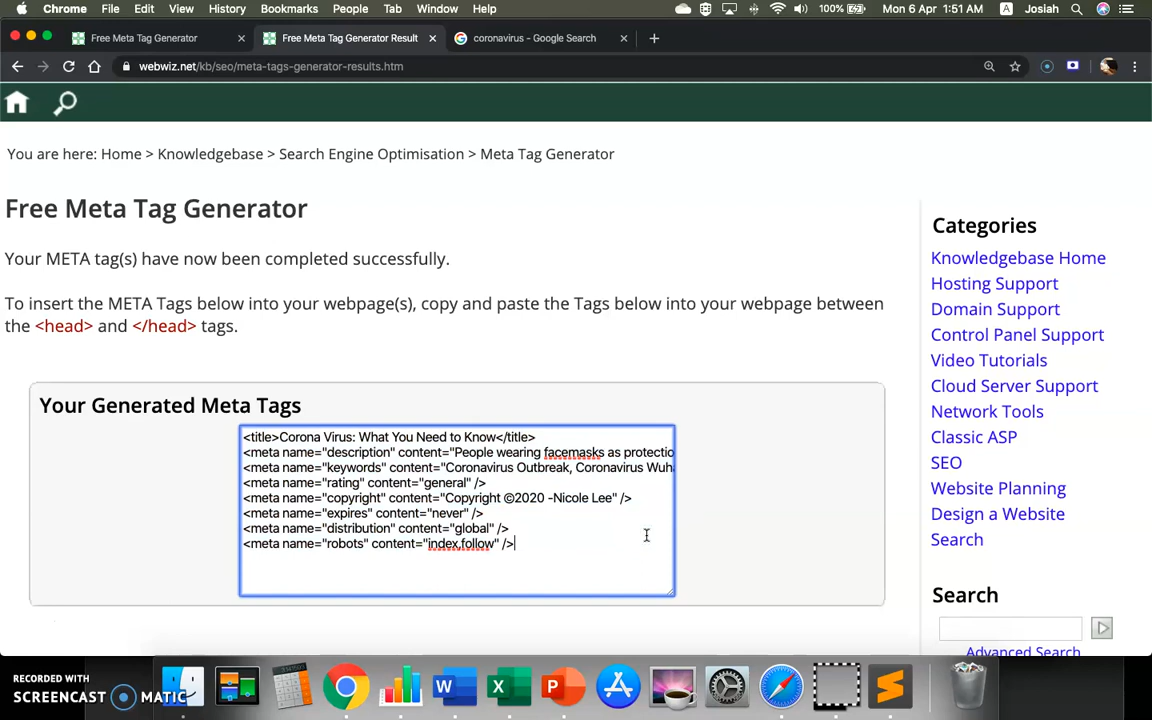 Chrome File Edit View History Bookmarks People Tab Window Help 100% Mon 6 Apr 1:51 AM A Josiah
Free Meta Tag Generator Free Meta Tag Generator Result coronavirus - Google Search
webwiz.net/kb/seo/meta-tags-generator-results.htm
You are here: Home > Knowledgebase > Search Engine Optimisation > Meta Tag Generator
Free Meta Tag Generator
Your META tag(s) have now been completed successfully.
To insert the META Tags below into your webpage(s), copy and paste the Tags below into your webpage between
the <head> and </head> tags.
Your Generated Meta Tags
<title>Corona Virus: What You Need to Know</title>
<meta name="description" content="People wearing facemasks as protectio
<meta name="keywords" content="Coronavirus Outbreak, Coronavirus Wuh
<meta name="rating" content="general" />
<meta name="copyright" content="Copyright ©2020 -Nicole Lee" />
<meta name="expires" content="never" />
<meta name="distribution" content="global" />
<meta name="robots" content="index,follow" />
Categories
Knowledgebase Home
Hosting Support
Domain Support
Control Panel Support
Video Tutorials
Cloud Server Support
Network Tools
Classic ASP
SEO
Website Planning
Design a Website
Search
Search
Advanced Search
RECORDED WITH
SCREENCAST MATIC
W X P